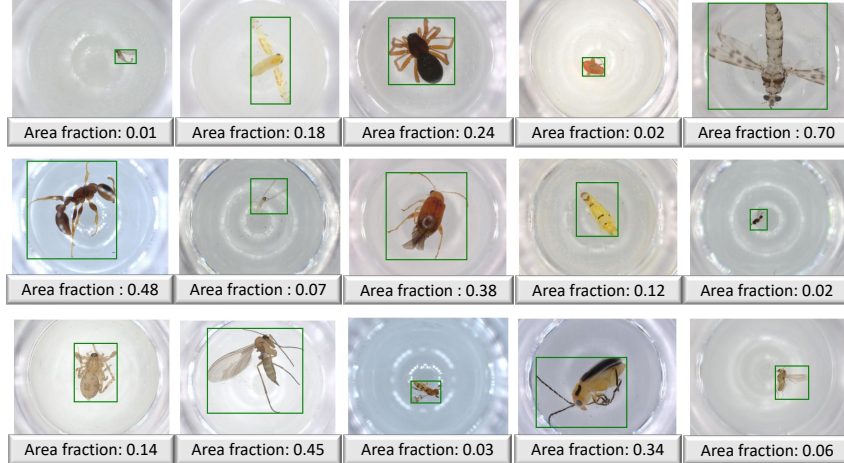 Area fraction: 0.01
Area fraction: 0.18
Area fraction: 0.24
Area fraction: 0.02
Area fraction : 0.70
Area fraction : 0.48
Area fraction : 0.07
Area fraction : 0.38
Area fraction: 0.12
Area fraction: 0.02
Area fraction: 0.14
Area fraction: 0.45
Area fraction: 0.03
Area fraction: 0.34
Area fraction: 0.06